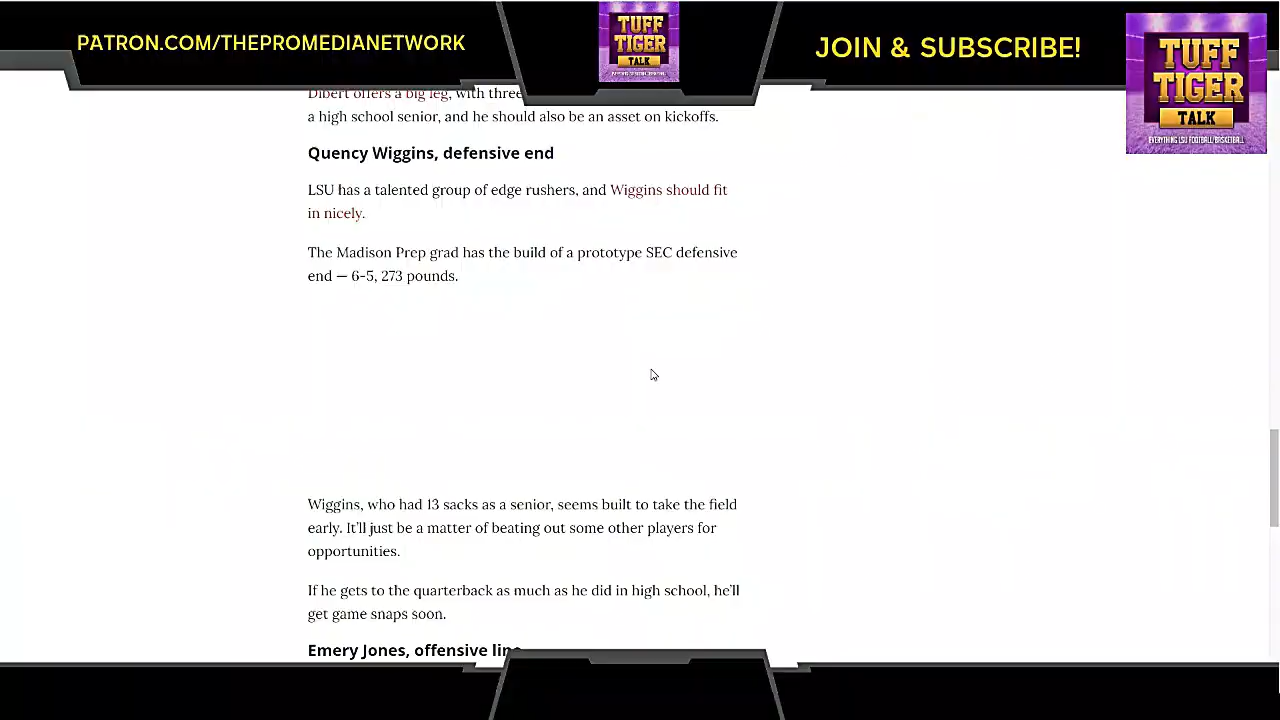 PATRON.COM/THEPROMEDIANETWORK
TUFF
TIGER
TALK
JOIN & SUBSCRIBE!
TUFF
TIGER
TALK
EVERYTHING LSU FOOTBALL/BASKETBALL
Dibert offers a big leg, with three
a high school senior, and he should also be an asset on kickoffs.
Quency Wiggins, defensive end
LSU has a talented group of edge rushers, and Wiggins should fit
in nicely.
The Madison Prep grad has the build of a prototype SEC defensive
end — 6-5, 273 pounds.
Wiggins, who had 13 sacks as a senior, seems built to take the field
early. It’ll just be a matter of beating out some other players for
opportunities.
If he gets to the quarterback as much as he did in high school, he’ll
get game snaps soon.
Emery Jones, offensive line